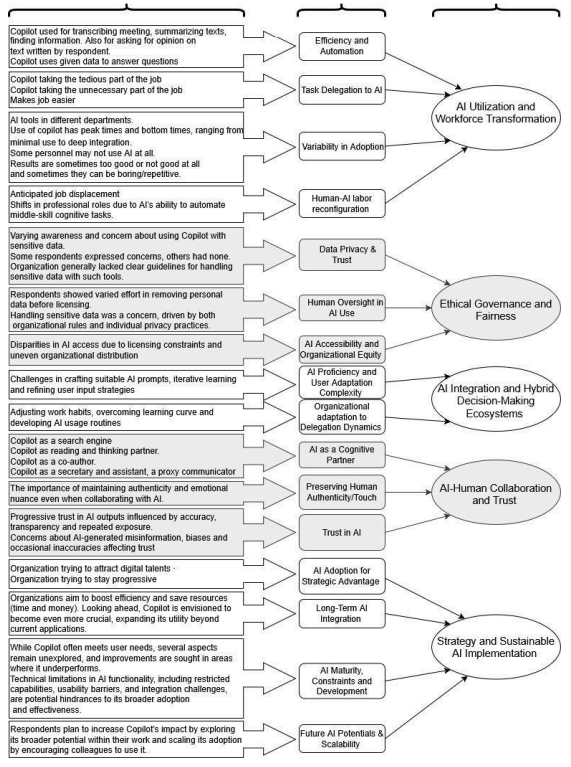 Copilot used for transcribing meeting, summarizing texts,
finding information. Also for asking for opinion on
text written by respondent.
Copilot uses given data to answer questions
Efficiency and
Automation
Copilot taking the tedious part of the job
Copilot taking the unnecessary part of the job
Makes job easier
Task Delegation to AI
AI tools in different departments.
Use of copilot has peak times and bottom times, ranging from
minimal use to deep integration.
Some personnel may not use AI at all.
Results are sometimes too good or not good at all
and sometimes they can be boring/repetitive.
Variability in Adoption
Anticipated job displacement
Shifts in professional roles due to AI's ability to automate
middle-skill cognitive tasks.
Human-AI labor
reconfiguration
AI Utilization and
Workforce Transformation
Varying awareness and concern about using Copilot with
sensitive data.
Some respondents expressed concerns, others had none.
Organization generally lacked clear guidelines for handling
sensitive data with such tools.
Data Privacy &
Trust
Respondents showed varied effort in removing personal
data before licensing.
Handling sensitive data was a concern, driven by both
organizational rules and individual privacy practices.
Human Oversight in
AI Use
Disparities in AI access due to licensing constraints and
uneven organizational distribution
AI Accessibility and
Organizational Equity
Ethical Governance and
Fairness
Challenges in crafting suitable AI prompts, iterative learning
and refining user input strategies
AI Proficiency and
User Adaptation
Complexity
Adjusting work habits, overcoming learning curve and
developing AI usage routines
Organizational
adaptation to
Delegation Dynamics
AI Integration and Hybrid
Decision-Making
Ecosystems
Copilot as a search engine
Copilot as reading and thinking partner.
Copilot as a co-author.
Copilot as a secretary and assistant, a proxy communicator
AI as a Cognitive
Partner
The importance of maintaining authenticity and emotional
nuance even when collaborating with AI.
Preserving Human
Authenticity/Touch
Progressive trust in AI outputs influenced by accuracy,
transparency and repeated exposure.
Concerns about AI-generated misinformation, biases and
occasional inaccuracies affecting trust
Trust in AI
AI-Human Collaboration
and Trust
Organization trying to attract digital talents ·
Organization trying to stay progressive
AI Adoption for
Strategic Advantage
Organizations aim to boost efficiency and save resources
(time and money). Looking ahead, Copilot is envisioned to
become even more crucial, expanding its utility beyond
current applications.
Long-Term AI
Integration
While Copilot often meets user needs, several aspects
remain unexplored, and improvements are sought in areas
where it underperforms.
Technical limitations in AI functionality, including restricted
capabilities, usability barriers, and integration challenges,
are potential hindrances to its broader adoption
and effectiveness.
AI Maturity,
Constraints and
Development
Respondents plan to increase Copilot's impact by exploring
its broader potential within their work and scaling its adoption
by encouraging colleagues to use it.
Future AI Potentials &
Scalability
Strategy and Sustainable
AI Implementation